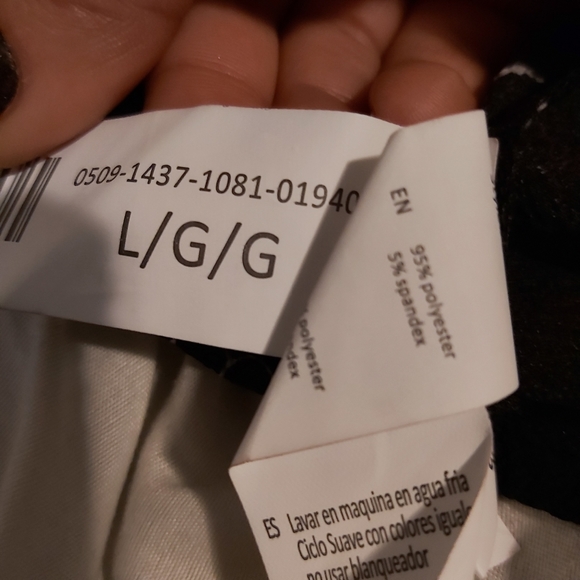 0509-1437-1081-01940
L/G/G
EN
95% polyester
5% spandex
polyester
ES Lavar en maquina en agua fria
Ciclo Suave con colores
no usar blanqueador